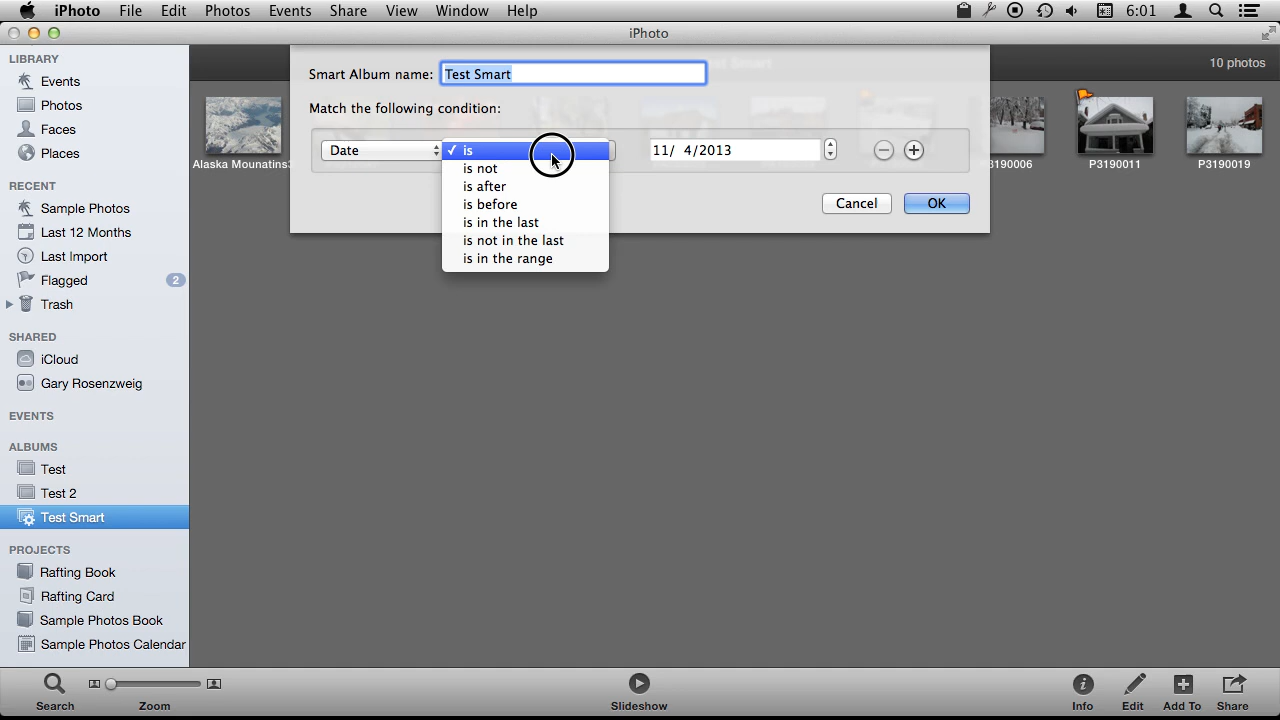 iPhoto File Edit Photos Events Share View Window Help 6:01
iPhoto
LIBRARY
Events
Photos
Faces
Places
RECENT
Sample Photos
Last 12 Months
Last Import
Flagged 2
Trash
SHARED
iCloud
Gary Rosenzweig
EVENTS
ALBUMS
Test
Test 2
Test Smart
PROJECTS
Rafting Book
Rafting Card
Sample Photos Book
Sample Photos Calendar
10 photos
Smart Album name: Test Smart
Match the following condition:
Date
✓ is
is not
is after
is before
is in the last
is not in the last
is in the range
11/ 4/2013
Cancel OK
Alaska Mounatins
P3190006
P3190011
P3190019
Search Zoom Slideshow Info Edit Add To Share